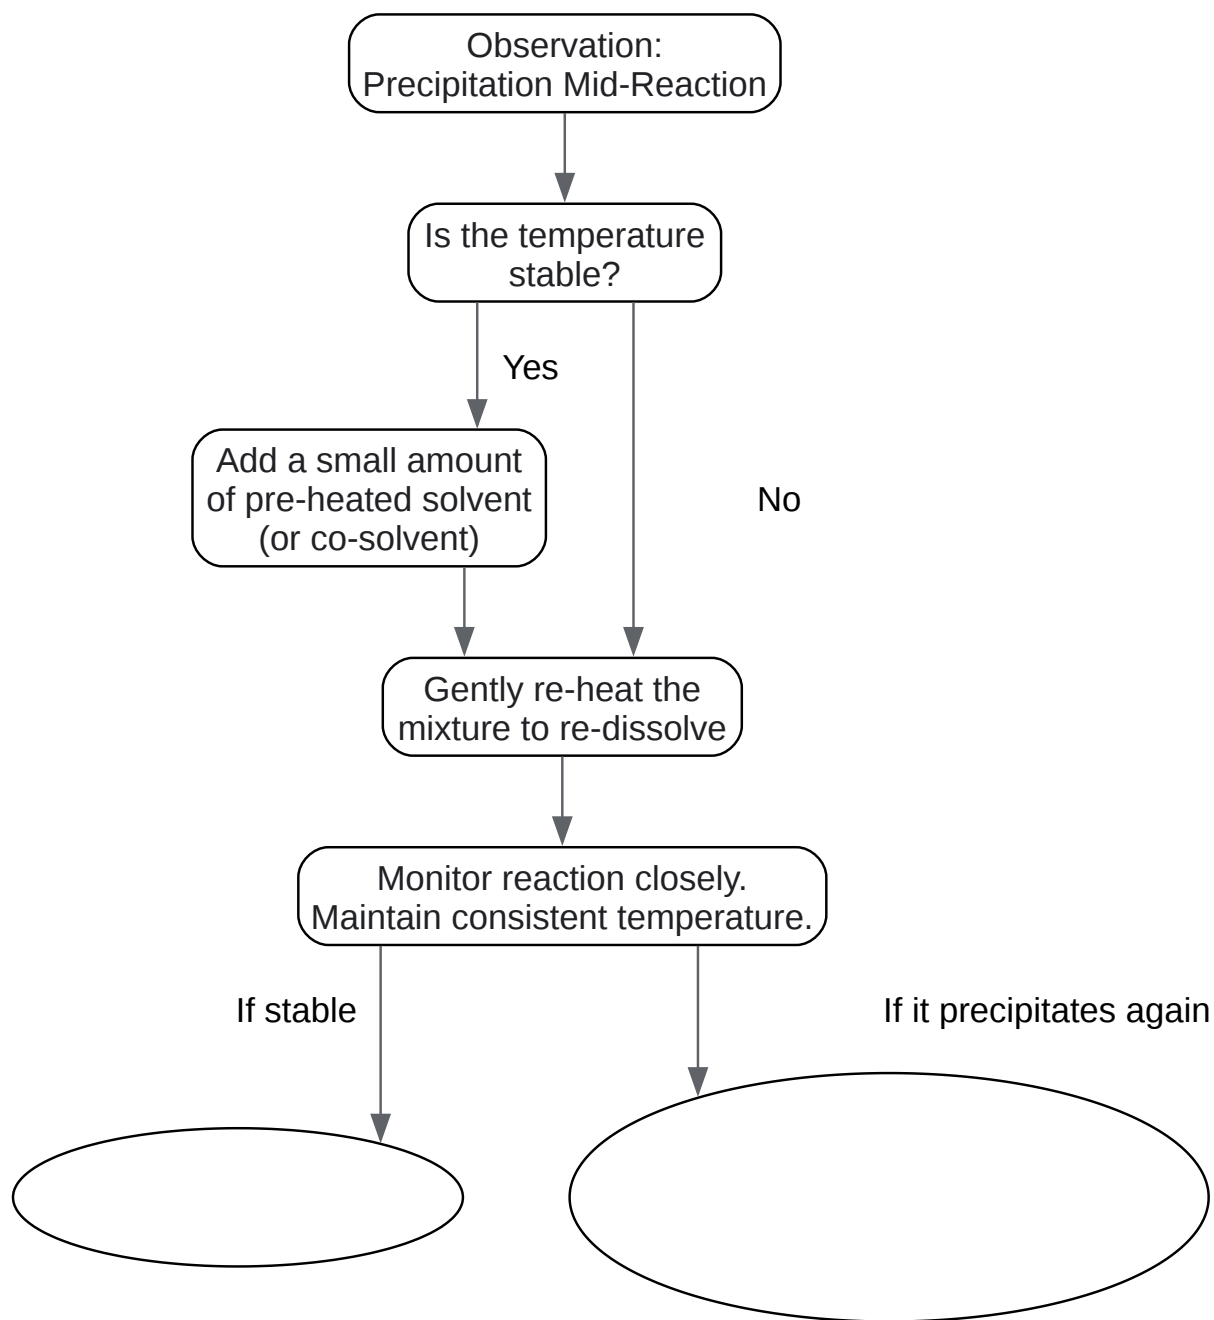 Observation:
Precipitation Mid-Reaction
Is the temperature
stable?
Yes
Add a small amount
of pre-heated solvent
(or co-solvent)
No
Gently re-heat the
mixture to re-dissolve
Monitor reaction closely.
Maintain consistent temperature.
If stable
If it precipitates again